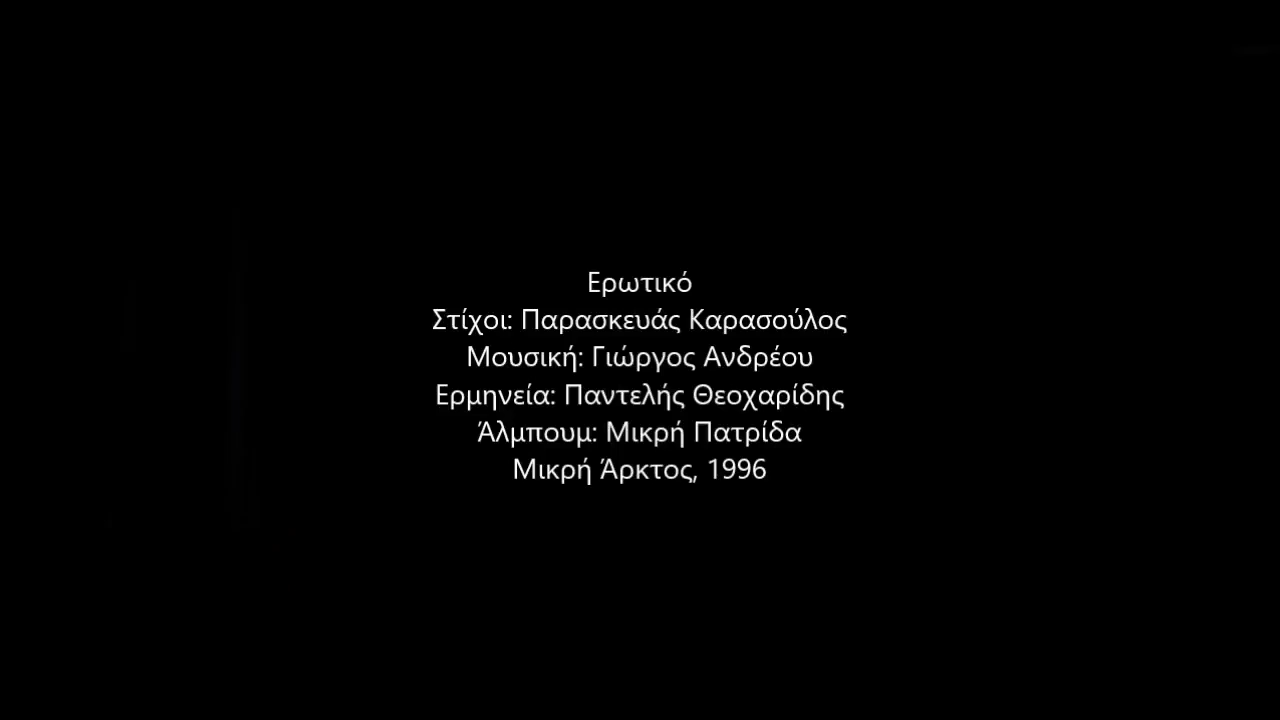 Ερωτικό
Στίχοι: Παρασκευάς Καρασούλος
Μουσική: Γιώργος Ανδρέου
Ερμηνεία: Παντελής Θεοχαρίδης
Άλμπουμ: Μικρή Πατρίδα
Μικρή Άρκτος, 1996